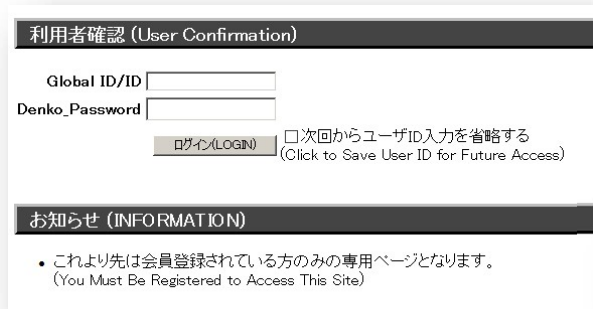 利用者確認 (User Confirmation)
Global ID/ID
Denko_Password
ログイン(LOGIN) □次回からユーザID入力を省略する
(Click to Save User ID for Future Access)
お知らせ (INFORMATION)
• これより先は会員登録されている方のみの専用ページとなります。
(You Must Be Registered to Access This Site)